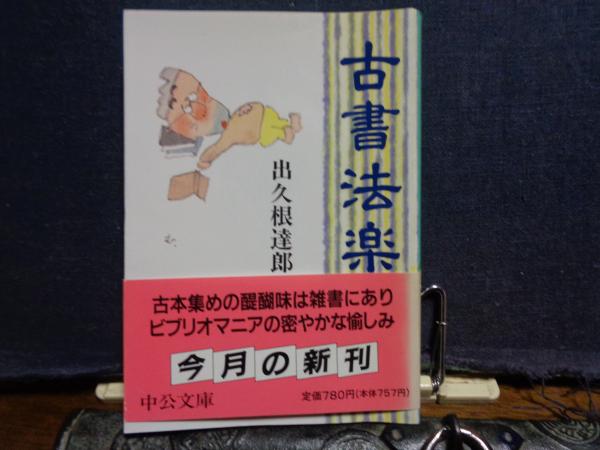 古書法楽
出久根達郎
古本集めの醍醐味は雑書にあり
ビブリオマニアの密やかな愉しみ
今月の新刊
中公文庫
定価780円(本体757円)